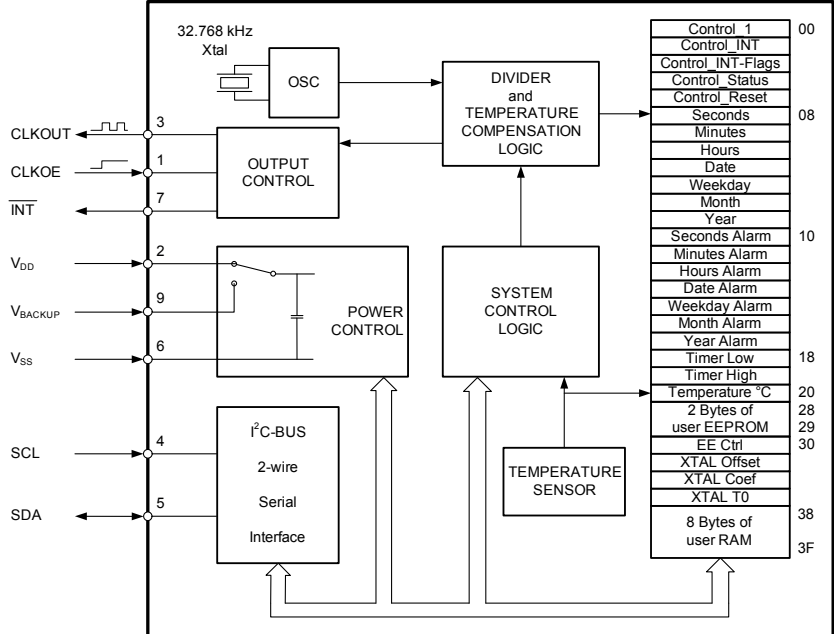 32.768 kHz
Xtal
OSC
DIVIDER
and
TEMPERATURE
COMPENSATION
LOGIC
CLKOUT
3
CLKOE
1
INT
7
OUTPUT
CONTROL
V_DD
2
V_BACKUP
9
V_SS
6
POWER
CONTROL
SYSTEM
CONTROL
LOGIC
SCL
4
SDA
5
I²C-BUS
2-wire
Serial
Interface
TEMPERATURE
SENSOR
Control_1 00
Control_INT
Control_INT-Flags
Control_Status
Control_Reset
Seconds 08
Minutes
Hours
Date
Weekday
Month
Year
Seconds Alarm 10
Minutes Alarm
Hours Alarm
Date Alarm
Weekday Alarm
Month Alarm
Year Alarm
Timer Low 18
Timer High
Temperature °C 20
2 Bytes of 28
user EEPROM 29
EE Ctrl 30
XTAL Offset
XTAL Coef
XTAL T0
38
8 Bytes of
user RAM
3F